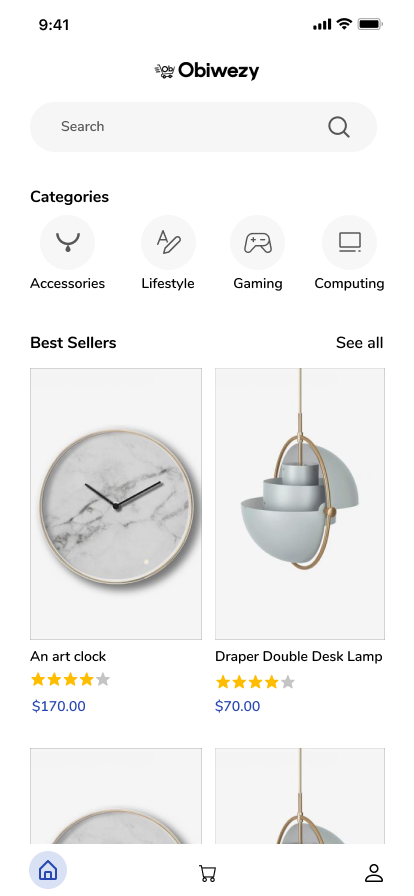 9:41
Obiwezy
Search
Categories
Accessories Lifestyle Gaming Computing
Best Sellers See all
An art clock Draper Double Desk Lamp
$170.00 $70.00